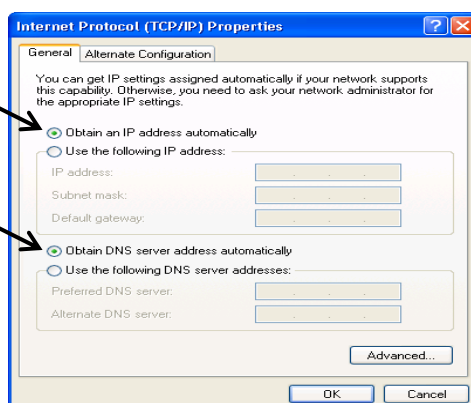 Internet Protocol (TCP/IP) Properties
General
Alternate Configuration
You can get IP settings assigned automatically if your network supports
this capability. Otherwise, you need to ask your network administrator for
the appropriate IP settings.
Obtain an IP address automatically
Use the following IP address:
IP address:
Subnet mask:
Default gateway:
Obtain DNS server address automatically
Use the following DNS server addresses:
Preferred DNS server:
Alternate DNS server:
Advanced...
OK
Cancel